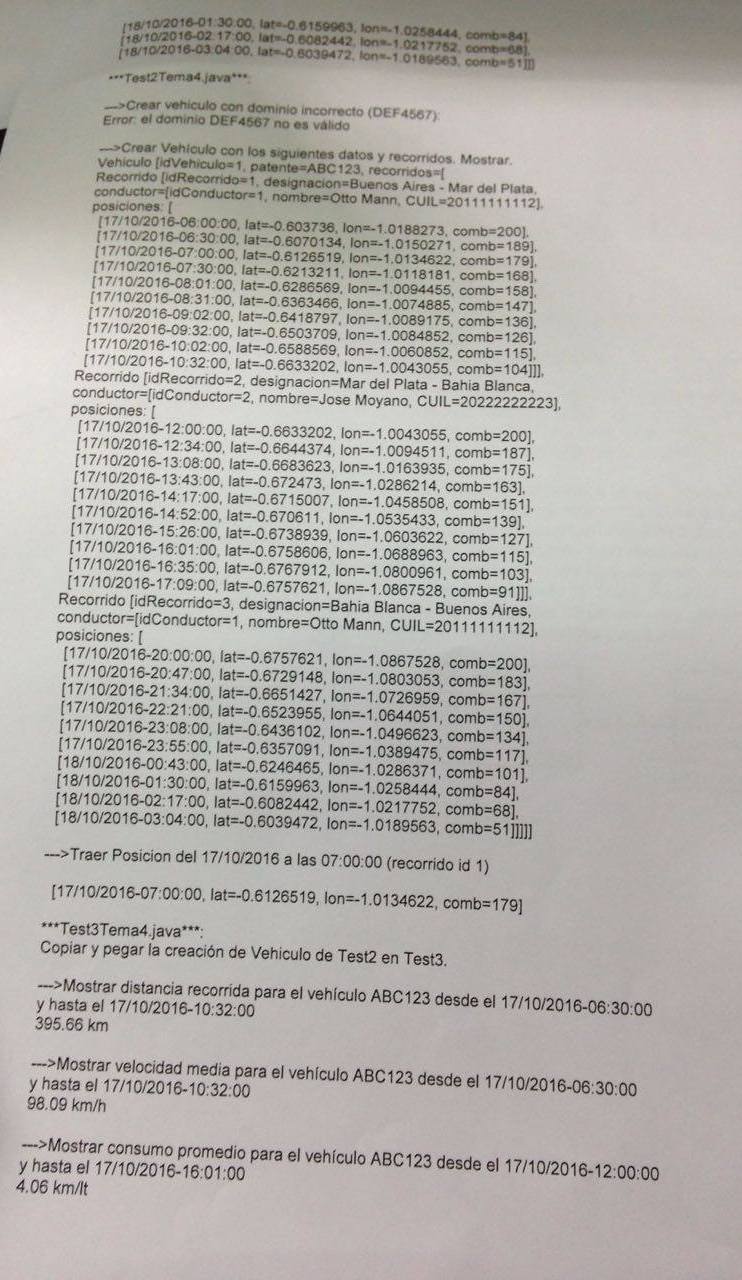 [18/10/2016-01:30:00, lat=-0.6159963, lon=-1.0258444, comb=84],
[18/10/2016-02:17:00, lat=-0.6082442, lon=-1.0217752, comb=68],
[18/10/2016-03:04:00, lat=-0.6039472, lon=-1.0189563, comb=51]]]
***Test2Tema4.java***:
--->Crear vehiculo con dominio incorrecto (DEF4567):
Error: el dominio DEF4567 no es válido
--->Crear Vehículo con los siguientes datos y recorridos. Mostrar.
Vehiculo [idVehiculo=1, patente=ABC123, recorridos=[
Recorrido [idRecorrido=1, designacion=Buenos Aires - Mar del Plata,
conductor=[idConductor=1, nombre=Otto Mann, CUIL=20111111112],
posiciones: [
[17/10/2016-06:00:00, lat=-0.603736, lon=-1.0188273, comb=200],
[17/10/2016-06:30:00, lat=-0.6070134, lon=-1.0150271, comb=189],
[17/10/2016-07:00:00, lat=-0.6126519, lon=-1.0134622, comb=179],
[17/10/2016-07:30:00, lat=-0.6213211, lon=-1.0118181, comb=168],
[17/10/2016-08:01:00, lat=-0.6286569, lon=-1.0094455, comb=158],
[17/10/2016-08:31:00, lat=-0.6363466, lon=-1.0074885, comb=147],
[17/10/2016-09:02:00, lat=-0.6418797, lon=-1.0089175, comb=136],
[17/10/2016-09:32:00, lat=-0.6503709, lon=-1.0084852, comb=126],
[17/10/2016-10:02:00, lat=-0.6588569, lon=-1.0060852, comb=115],
[17/10/2016-10:32:00, lat=-0.6633202, lon=-1.0043055, comb=104]]],
Recorrido [idRecorrido=2, designacion=Mar del Plata - Bahia Blanca,
conductor=[idConductor=2, nombre=Jose Moyano, CUIL=20222222223],
posiciones: [
[17/10/2016-12:00:00, lat=-0.6633202, lon=-1.0043055, comb=200],
[17/10/2016-12:34:00, lat=-0.6644374, lon=-1.0094511, comb=187],
[17/10/2016-13:08:00, lat=-0.6683623, lon=-1.0163935, comb=175],
[17/10/2016-13:43:00, lat=-0.672473, lon=-1.0286214, comb=163],
[17/10/2016-14:17:00, lat=-0.6715007, lon=-1.0458508, comb=151],
[17/10/2016-14:52:00, lat=-0.670611, lon=-1.0535433, comb=139],
[17/10/2016-15:26:00, lat=-0.6738939, lon=-1.0603622, comb=127],
[17/10/2016-16:01:00, lat=-0.6758606, lon=-1.0688963, comb=115],
[17/10/2016-16:35:00, lat=-0.6767912, lon=-1.0800961, comb=103],
[17/10/2016-17:09:00, lat=-0.6757621, lon=-1.0867528, comb=91]]],
Recorrido [idRecorrido=3, designacion=Bahia Blanca - Buenos Aires,
conductor=[idConductor=1, nombre=Otto Mann, CUIL=20111111112],
posiciones: [
[17/10/2016-20:00:00, lat=-0.6757621, lon=-1.0867528, comb=200],
[17/10/2016-20:47:00, lat=-0.6729148, lon=-1.0803053, comb=183],
[17/10/2016-21:34:00, lat=-0.6651427, lon=-1.0726959, comb=167],
[17/10/2016-22:21:00, lat=-0.6523955, lon=-1.0644051, comb=150],
[17/10/2016-23:08:00, lat=-0.6436102, lon=-1.0496623, comb=134],
[17/10/2016-23:55:00, lat=-0.6357091, lon=-1.0389475, comb=117],
[18/10/2016-00:43:00, lat=-0.6246465, lon=-1.0286371, comb=101],
[18/10/2016-01:30:00, lat=-0.6159963, lon=-1.0258444, comb=84],
[18/10/2016-02:17:00, lat=-0.6082442, lon=-1.0217752, comb=68],
[18/10/2016-03:04:00, lat=-0.6039472, lon=-1.0189563, comb=51]]]]]
--->Traer Posicion del 17/10/2016 a las 07:00:00 (recorrido id 1)
[17/10/2016-07:00:00, lat=-0.6126519, lon=-1.0134622, comb=179]
***Test3Tema4.java***:
Copiar y pegar la creación de Vehiculo de Test2 en Test3.
--->Mostrar distancia recorrida para el vehículo ABC123 desde el 17/10/2016-06:30:00
y hasta el 17/10/2016-10:32:00
395.66 km
--->Mostrar velocidad media para el vehículo ABC123 desde el 17/10/2016-06:30:00
y hasta el 17/10/2016-10:32:00
98.09 km/h
--->Mostrar consumo promedio para el vehículo ABC123 desde el 17/10/2016-12:00:00
y hasta el 17/10/2016-16:01:00
4.06 km/lt